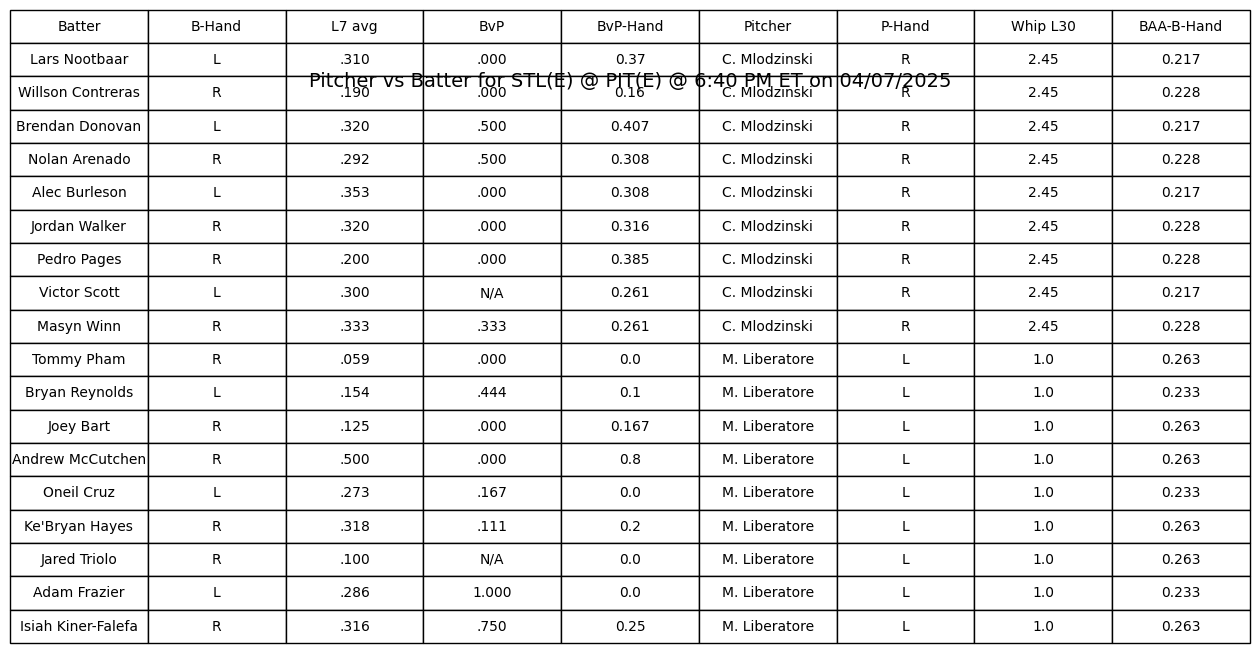 Batter B-Hand L7 avg BvP BvP-Hand Pitcher P-Hand Whip L30 BAA-B-Hand
Lars Nootbaar L .310 .000 0.37 C. Mlodzinski R 2.45 0.217
Pitcher vs Batter for STL(E) @ PIT(E) @ 6:40 PM ET on 04/07/2025
Willson Contreras R .190 .000 0.16 C. Mlodzinski R 2.45 0.228
Brendan Donovan L .320 .500 0.407 C. Mlodzinski R 2.45 0.217
Nolan Arenado R .292 .500 0.308 C. Mlodzinski R 2.45 0.228
Alec Burleson L .353 .000 0.308 C. Mlodzinski R 2.45 0.217
Jordan Walker R .320 .000 0.316 C. Mlodzinski R 2.45 0.228
Pedro Pages R .200 .000 0.385 C. Mlodzinski R 2.45 0.228
Victor Scott L .300 N/A 0.261 C. Mlodzinski R 2.45 0.217
Masyn Winn R .333 .333 0.261 C. Mlodzinski R 2.45 0.228
Tommy Pham R .059 .000 0.0 M. Liberatore L 1.0 0.263
Bryan Reynolds L .154 .444 0.1 M. Liberatore L 1.0 0.233
Joey Bart R .125 .000 0.167 M. Liberatore L 1.0 0.263
Andrew McCutchen R .500 .000 0.8 M. Liberatore L 1.0 0.263
Oneil Cruz L .273 .167 0.0 M. Liberatore L 1.0 0.233
Ke'Bryan Hayes R .318 .111 0.2 M. Liberatore L 1.0 0.263
Jared Triolo R .100 N/A 0.0 M. Liberatore L 1.0 0.263
Adam Frazier L .286 1.000 0.0 M. Liberatore L 1.0 0.233
Isiah Kiner-Falefa R .316 .750 0.25 M. Liberatore L 1.0 0.263